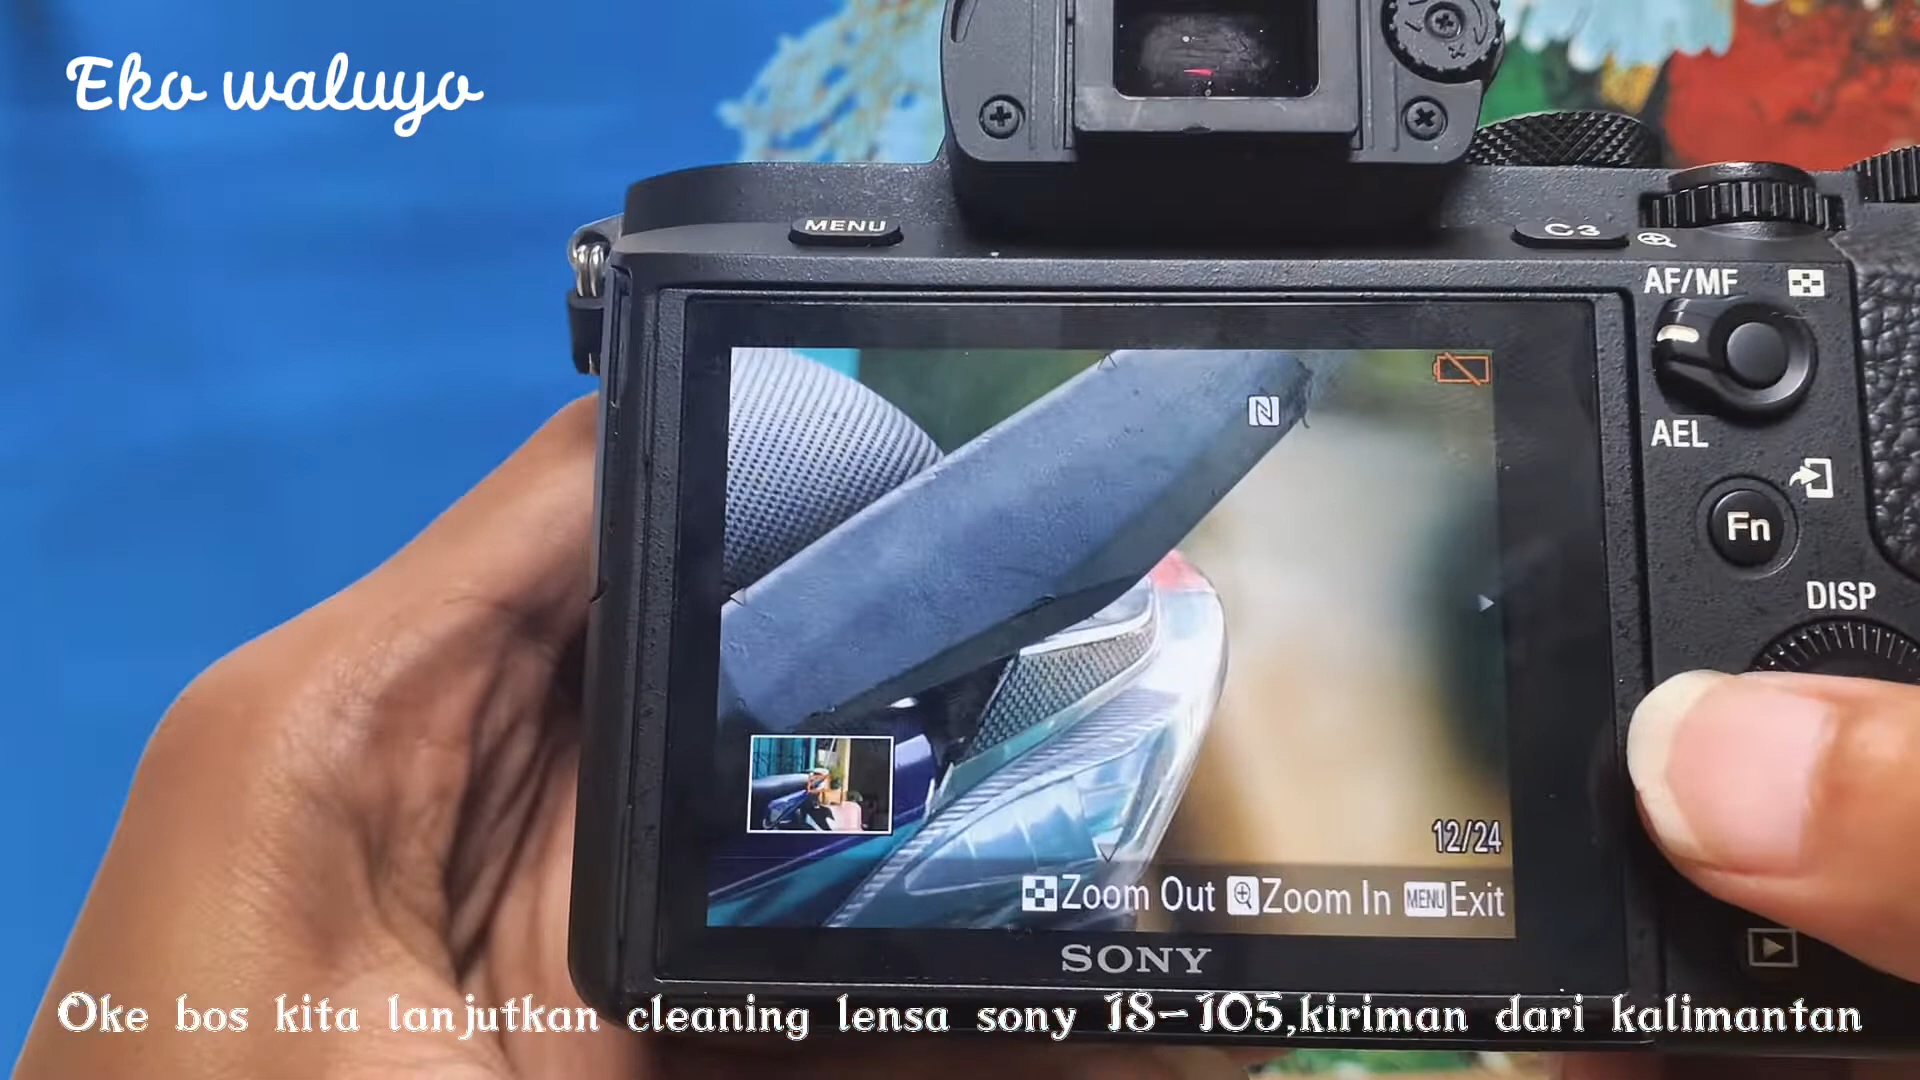 Eko waluyo
MENU
C3
AF/MF
AEL
Fn
DISP
12/24
Zoom Out Zoom In MENU Exit
SONY
Oke bos kita lanjutkan cleaning lensa sony 18-105,kiriman dari kalimantan